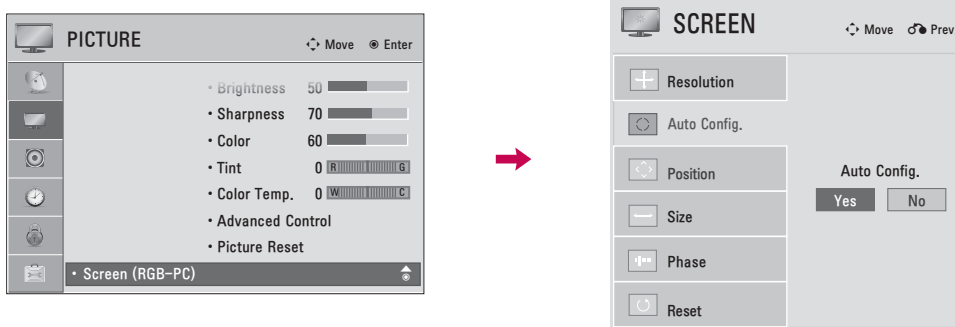 PICTURE
Move Enter
• Brightness 50
• Sharpness 70
• Color 60
• Tint 0 R G
• Color Temp. 0 W C
• Advanced Control
• Picture Reset
• Screen (RGB-PC)
SCREEN
Move Prev
Resolution
Auto Config.
Position
Size
Phase
Reset
Auto Config.
Yes No